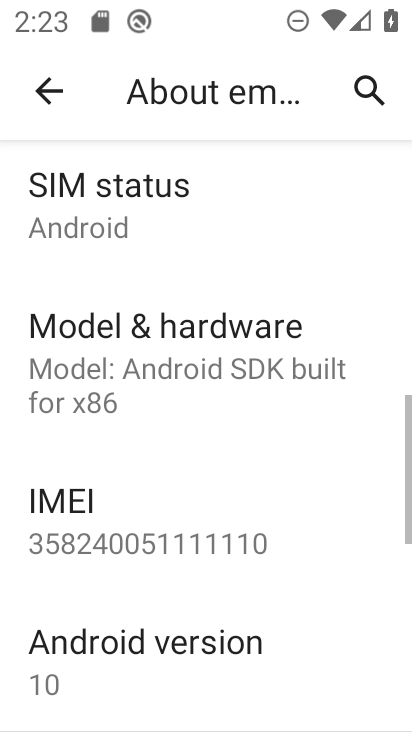 2:23
About em...
SIM status
Android
Model & hardware
Model: Android SDK built
for x86
IMEI
358240051111110
Android version
10